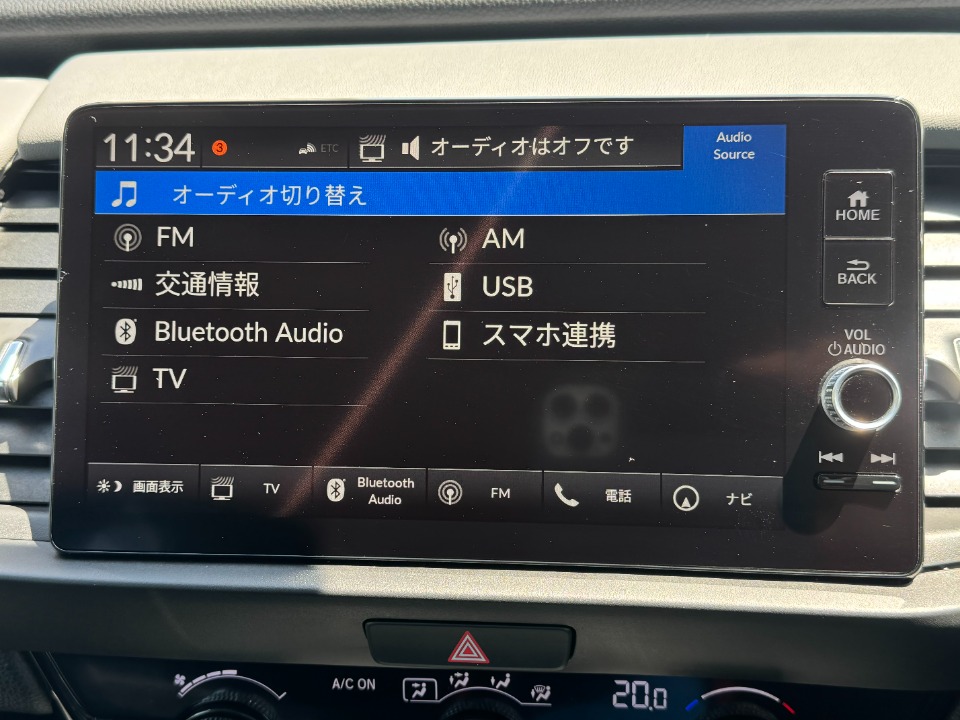 11:34
3
ETC
オーディオはオフです
Audio
Source
オーディオ切り替え
FM
AM
交通情報
USB
Bluetooth Audio
スマホ連携
TV
画面表示
TV
Bluetooth
Audio
FM
電話
ナビ
HOME
BACK
VOL
AUDIO
A/C ON
20.0